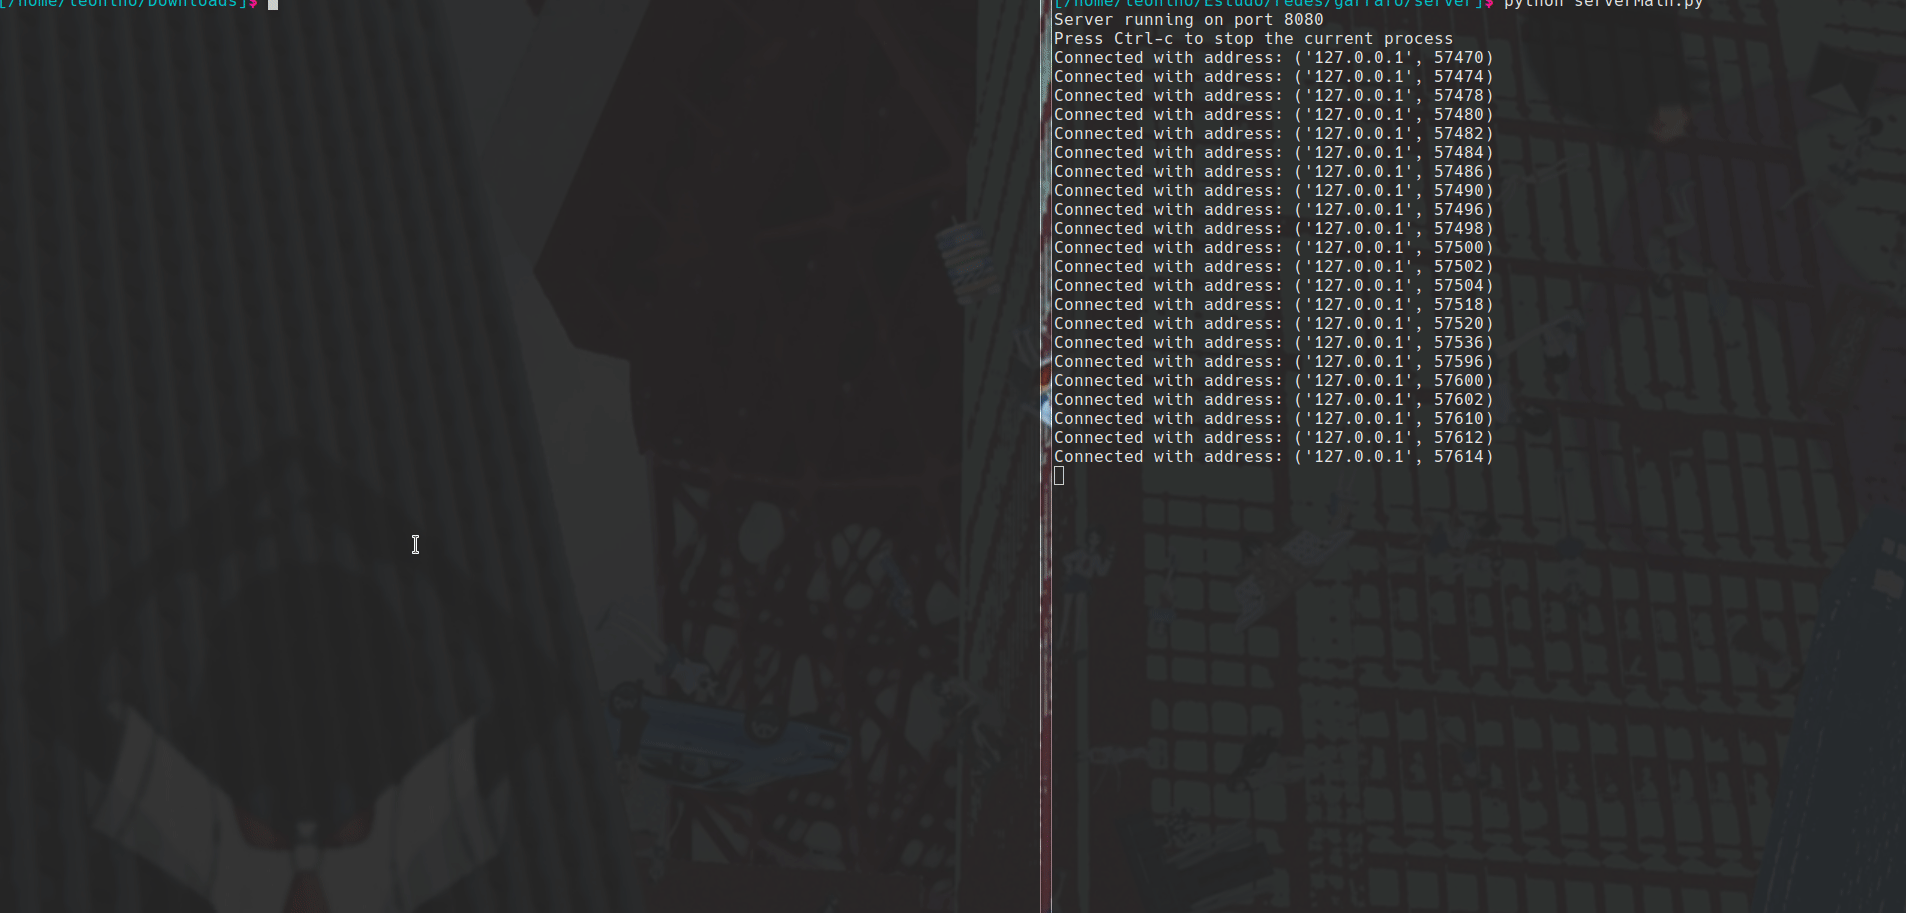 [/home/leonino/Downloads]$
[/home/leonino/Estudo/redes/garrafo/server]$ python serverMath.py
Server running on port 8080
Press Ctrl-c to stop the current process
Connected with address: ('127.0.0.1', 57470)
Connected with address: ('127.0.0.1', 57474)
Connected with address: ('127.0.0.1', 57478)
Connected with address: ('127.0.0.1', 57480)
Connected with address: ('127.0.0.1', 57482)
Connected with address: ('127.0.0.1', 57484)
Connected with address: ('127.0.0.1', 57486)
Connected with address: ('127.0.0.1', 57490)
Connected with address: ('127.0.0.1', 57496)
Connected with address: ('127.0.0.1', 57498)
Connected with address: ('127.0.0.1', 57500)
Connected with address: ('127.0.0.1', 57502)
Connected with address: ('127.0.0.1', 57504)
Connected with address: ('127.0.0.1', 57518)
Connected with address: ('127.0.0.1', 57520)
Connected with address: ('127.0.0.1', 57536)
Connected with address: ('127.0.0.1', 57596)
Connected with address: ('127.0.0.1', 57600)
Connected with address: ('127.0.0.1', 57602)
Connected with address: ('127.0.0.1', 57610)
Connected with address: ('127.0.0.1', 57612)
Connected with address: ('127.0.0.1', 57614)